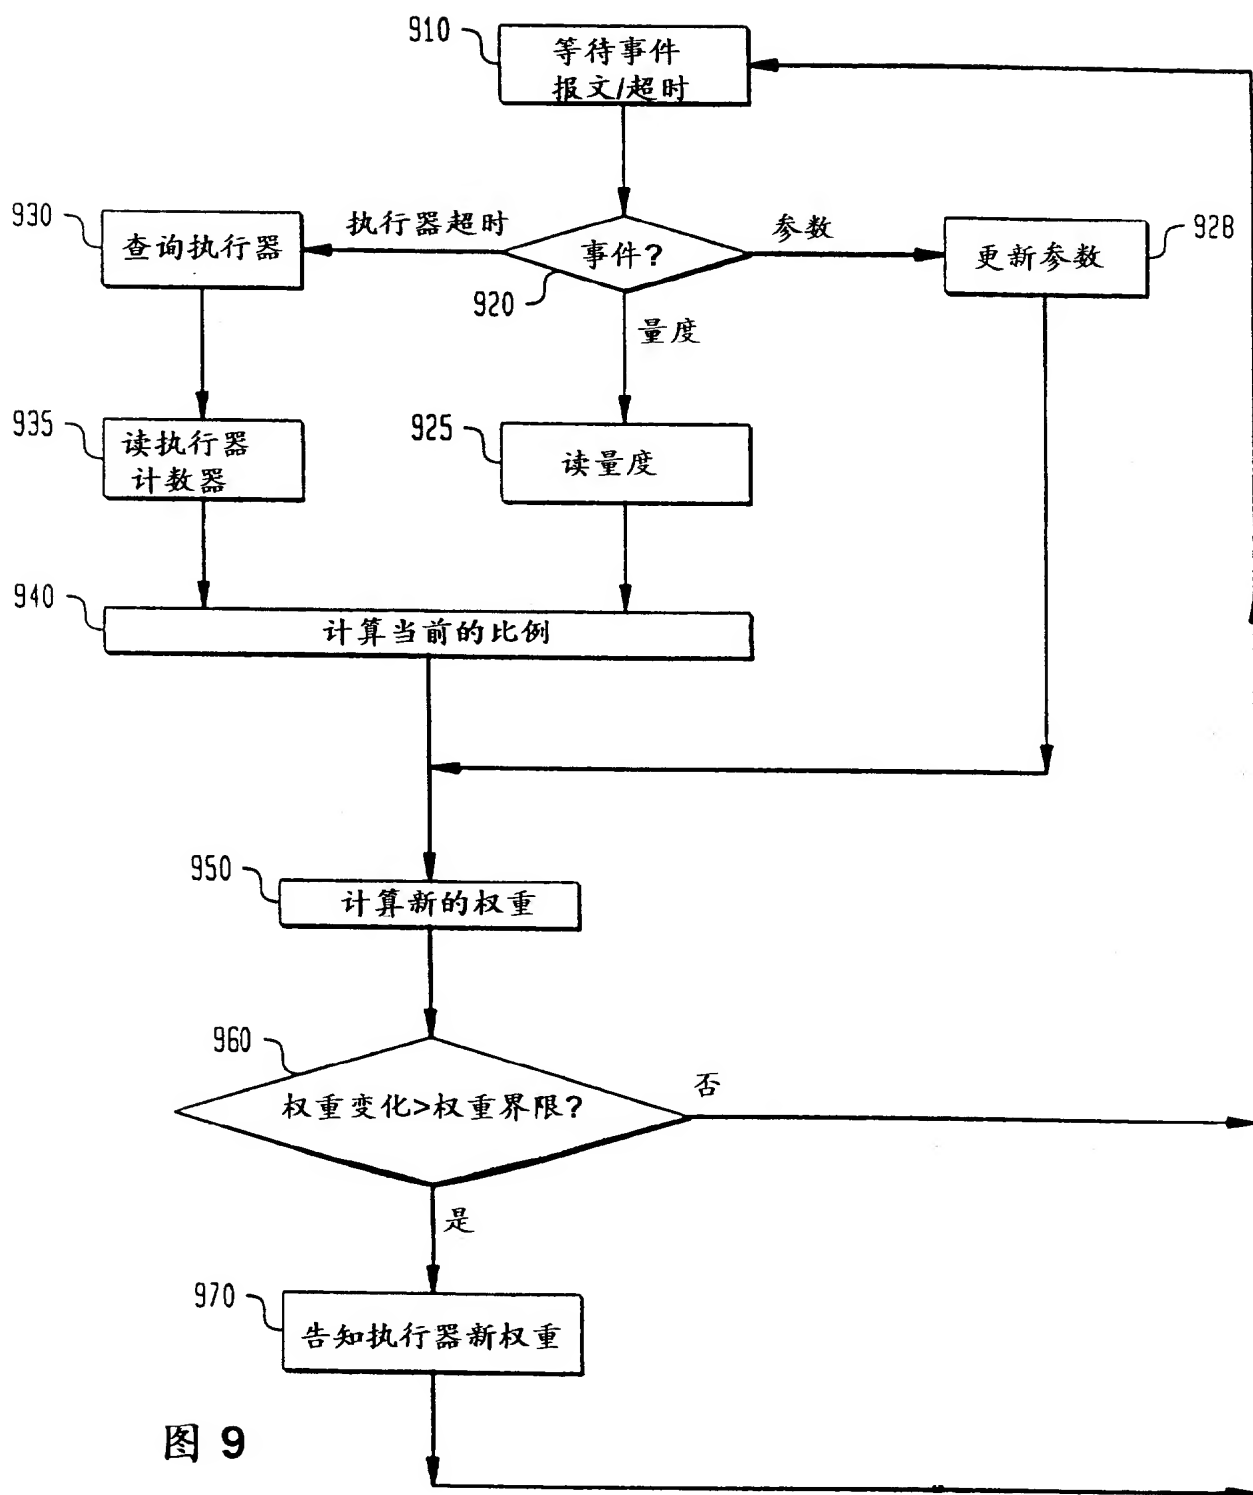 910
等待事件
报文/超时
930
执行器超时
参数
928
查询执行器
事件?
更新参数
920
量度
935
925
读执行器
计数器
读量度
940
计算当前的比例
950
计算新的权重
960
否
权重变化>权重界限?
是
970
告知执行器新权重
图 9